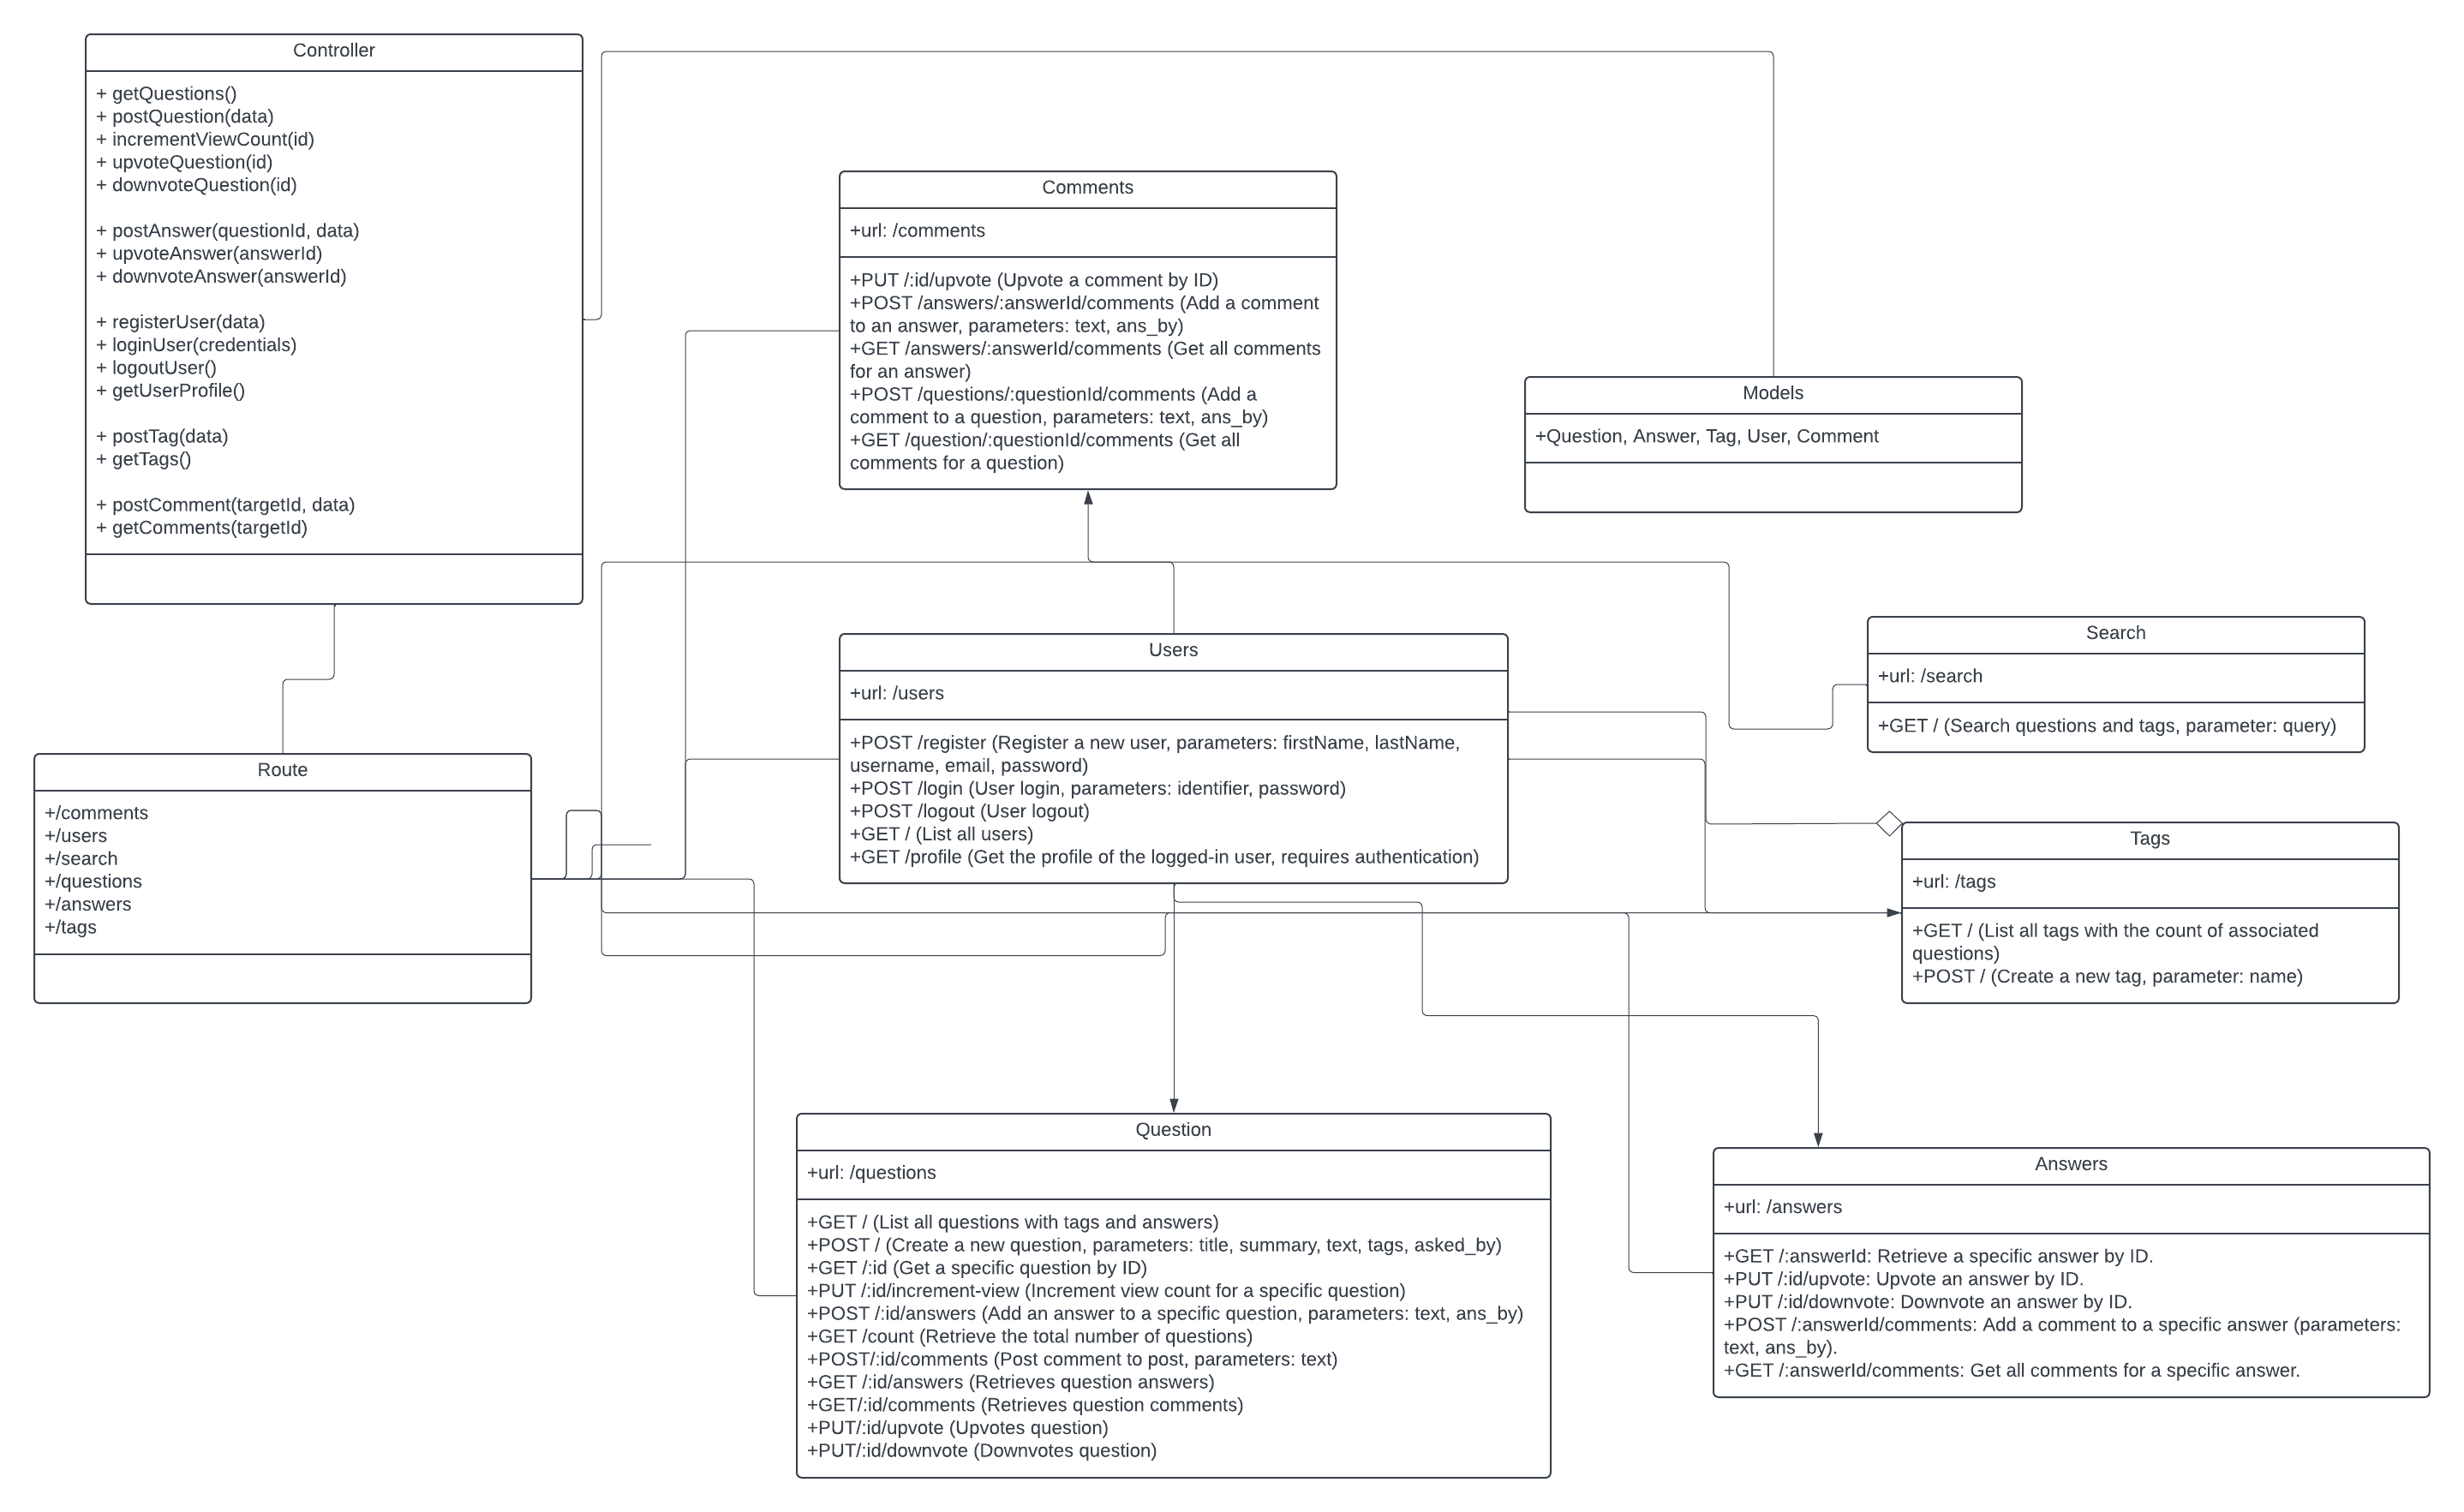 Controller
+ getQuestions()
+ postQuestion(data)
+ incrementViewCount(id)
+ upvoteQuestion(id)
+ downvoteQuestion(id)
+ postAnswer(questionId, data)
+ upvoteAnswer(answerId)
+ downvoteAnswer(answerId)
+ registerUser(data)
+ loginUser(credentials)
+ logoutUser()
+ getUserProfile()
+ postTag(data)
+ getTags()
+ postComment(targetId, data)
+ getComments(targetId)
Comments
+url: /comments
+PUT /:id/upvote (Upvote a comment by ID)
+POST /answers/:answerId/comments (Add a comment
to an answer, parameters: text, ans_by)
+GET /answers/:answerId/comments (Get all comments
for an answer)
+POST /questions/:questionId/comments (Add a
comment to a question, parameters: text, ans_by)
+GET /question/:questionId/comments (Get all
comments for a question)
Models
+Question, Answer, Tag, User, Comment
Users
+url: /users
+POST /register (Register a new user, parameters: firstName, lastName,
username, email, password)
+POST /login (User login, parameters: identifier, password)
+POST /logout (User logout)
+GET / (List all users)
+GET /profile (Get the profile of the logged-in user, requires authentication)
Search
+url: /search
+GET / (Search questions and tags, parameter: query)
Route
+/comments
+/users
+/search
+/questions
+/answers
+/tags
Tags
+url: /tags
+GET / (List all tags with the count of associated
questions)
+POST / (Create a new tag, parameter: name)
Question
+url: /questions
+GET / (List all questions with tags and answers)
+POST / (Create a new question, parameters: title, summary, text, tags, asked_by)
+GET /:id (Get a specific question by ID)
+PUT /:id/increment-view (Increment view count for a specific question)
+POST /:id/answers (Add an answer to a specific question, parameters: text, ans_by)
+GET /count (Retrieve the total number of questions)
+POST/:id/comments (Post comment to post, parameters: text)
+GET /:id/answers (Retrieves question answers)
+GET/:id/comments (Retrieves question comments)
+PUT/:id/upvote (Upvotes question)
+PUT/:id/downvote (Downvotes question)
Answers
+url: /answers
+GET /:answerId: Retrieve a specific answer by ID.
+PUT /:id/upvote: Upvote an answer by ID.
+PUT /:id/downvote: Downvote an answer by ID.
+POST /:answerId/comments: Add a comment to a specific answer (parameters:
text, ans_by).
+GET /:answerId/comments: Get all comments for a specific answer.